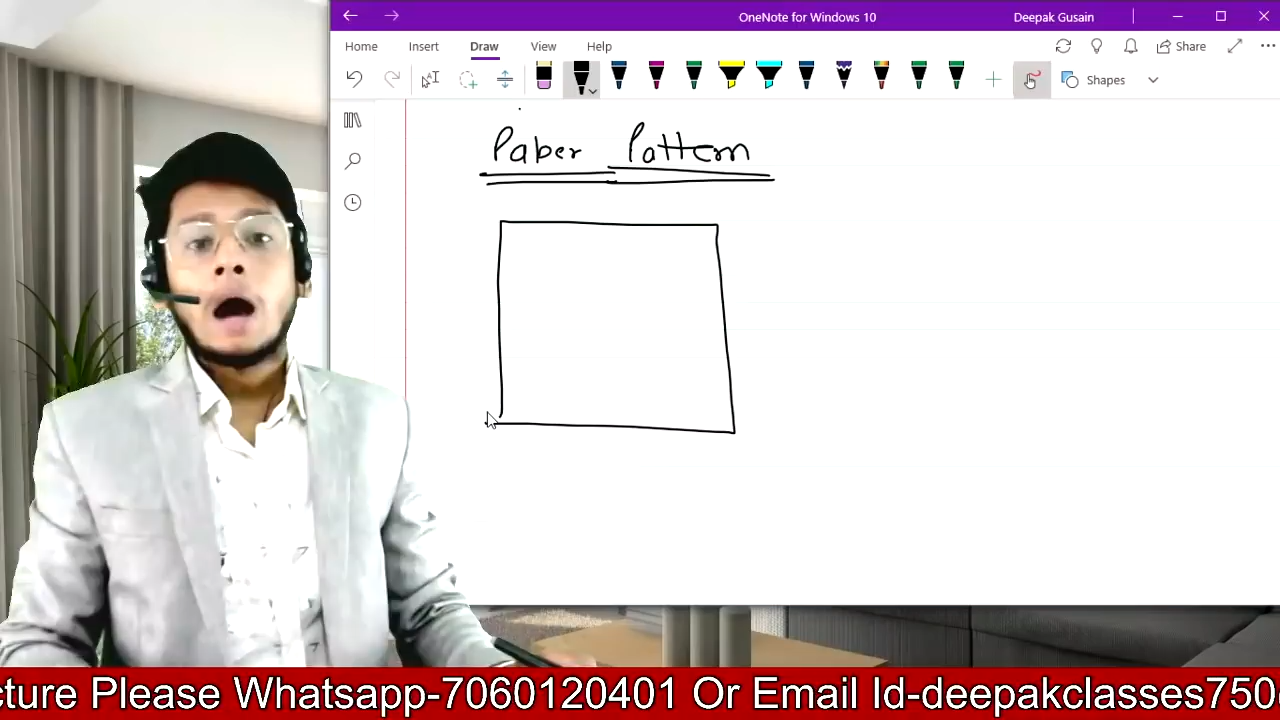 OneNote for Windows 10
Deepak Gusain
Home Insert Draw View Help
Share
Shapes
Paber Pattern
cture Please Whatsapp-7060120401 Or Email Id-deepakclasses750